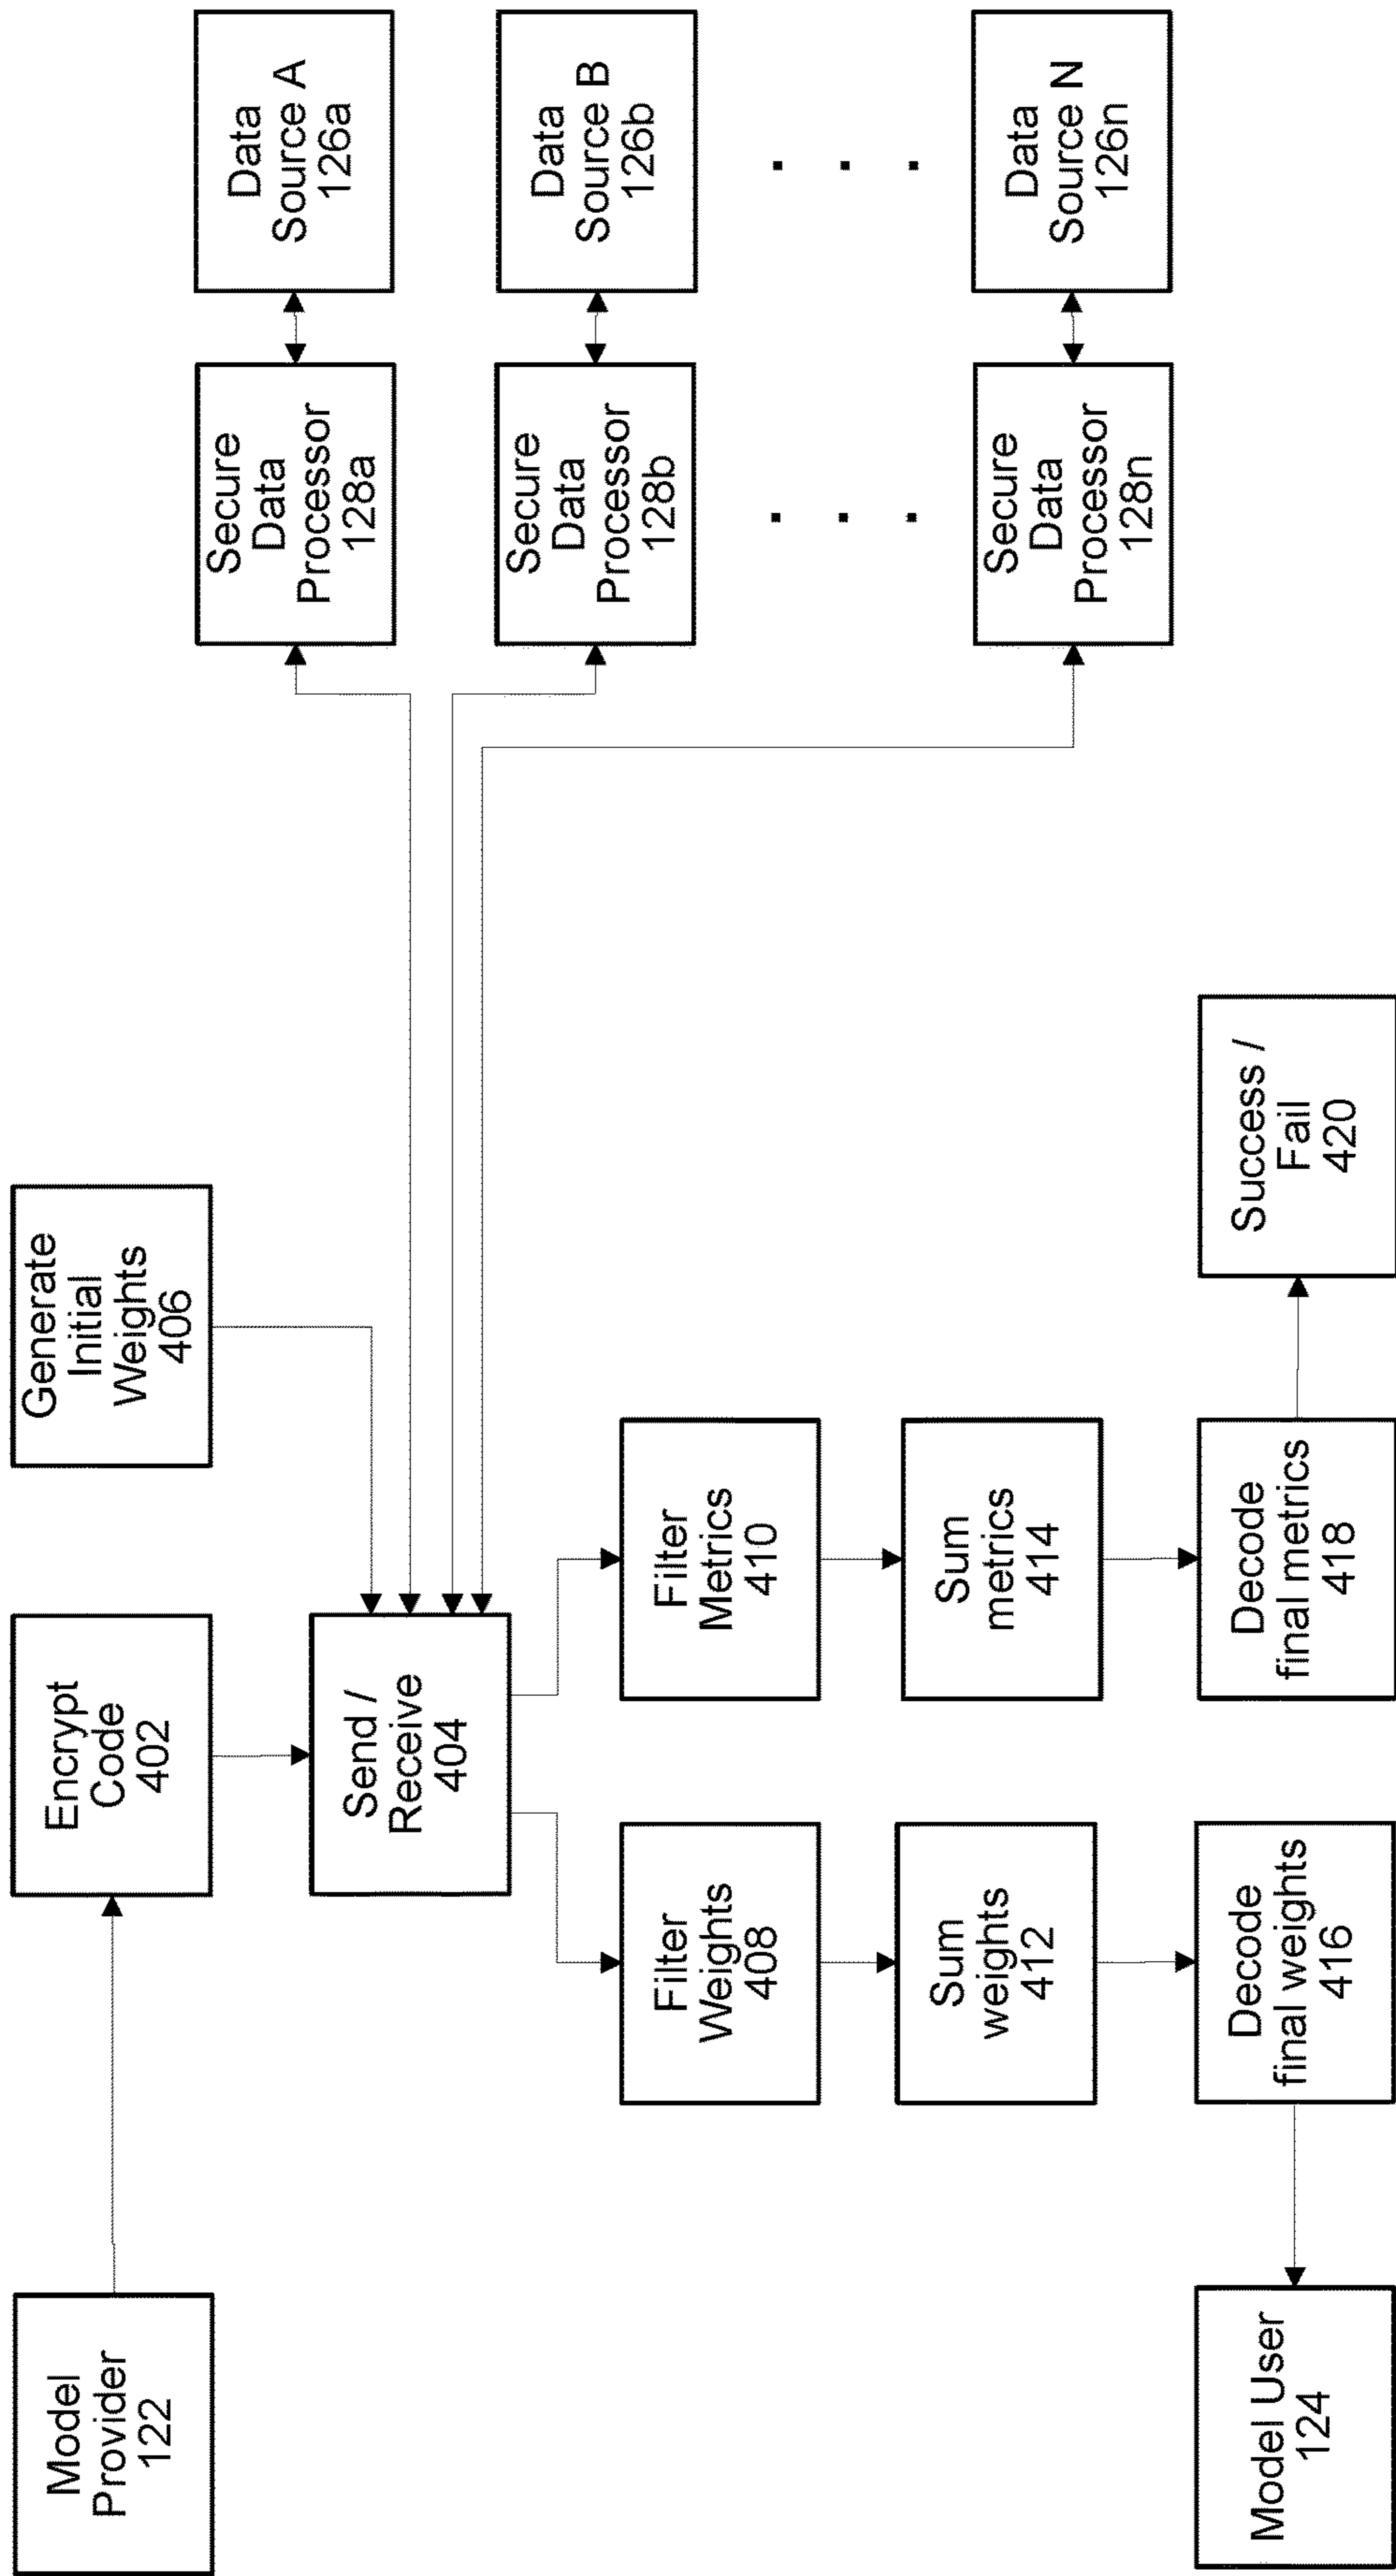 Model
Provider
122
Encrypt
Code
402
Generate
Initial
Weights
406
Send /
Receive
404
Secure
Data
Processor
128a
Data
Source A
126a
Secure
Data
Processor
128b
Data
Source B
126b
. . .
. . .
Secure
Data
Processor
128n
Data
Source N
126n
Filter
Weights
408
Filter
Metrics
410
Sum
weights
412
Sum
metrics
414
Model User
124
Decode
final weights
416
Decode
final metrics
418
Success /
Fail
420